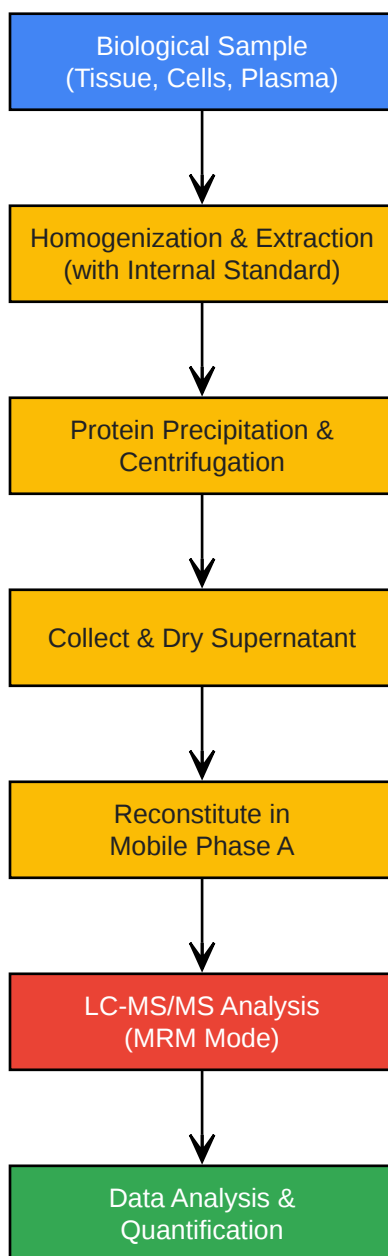 Biological Sample
(Tissue, Cells, Plasma)
Homogenization & Extraction
(with Internal Standard)
Protein Precipitation &
Centrifugation
Collect & Dry Supernatant
Reconstitute in
Mobile Phase A
LC-MS/MS Analysis
(MRM Mode)
Data Analysis &
Quantification